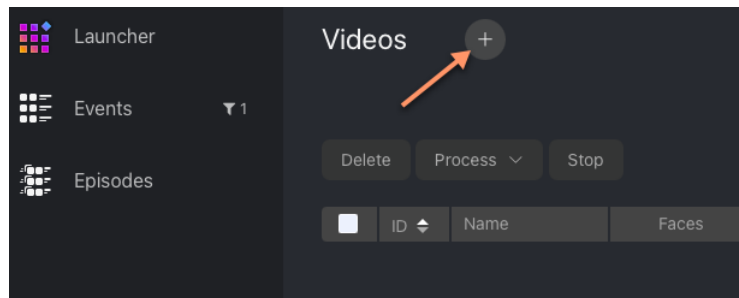 Launcher
Videos +
Events 1
Episodes
Delete Process Stop
ID Name Faces